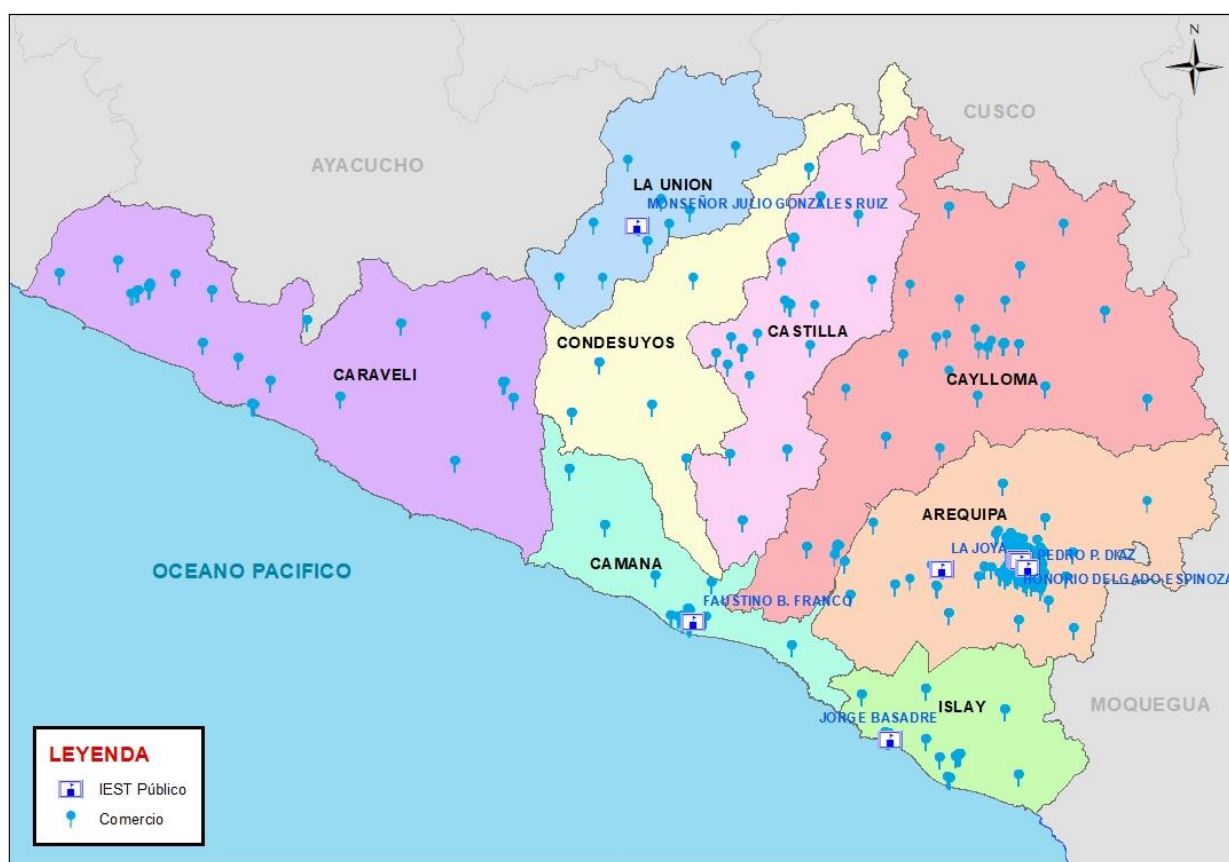 N
CUSCO
AYACUCHO
LA UNION
MONSEÑOR JULIO GONZALES RUIZ
CASTILLA
CONDESUYOS
CARAVELI
CAYLLOMA
AREQUIPA
LA JOYA
PEDRO P. DIAZ
HONORIO DELGADO ESPINOZA
OCEANO PACIFICO
CAMANA
FAUSTINO B. FRANCO
MOQUEGUA
ISLAY
JORGE BASADRE
LEYENDA
IEST Público
Comercio